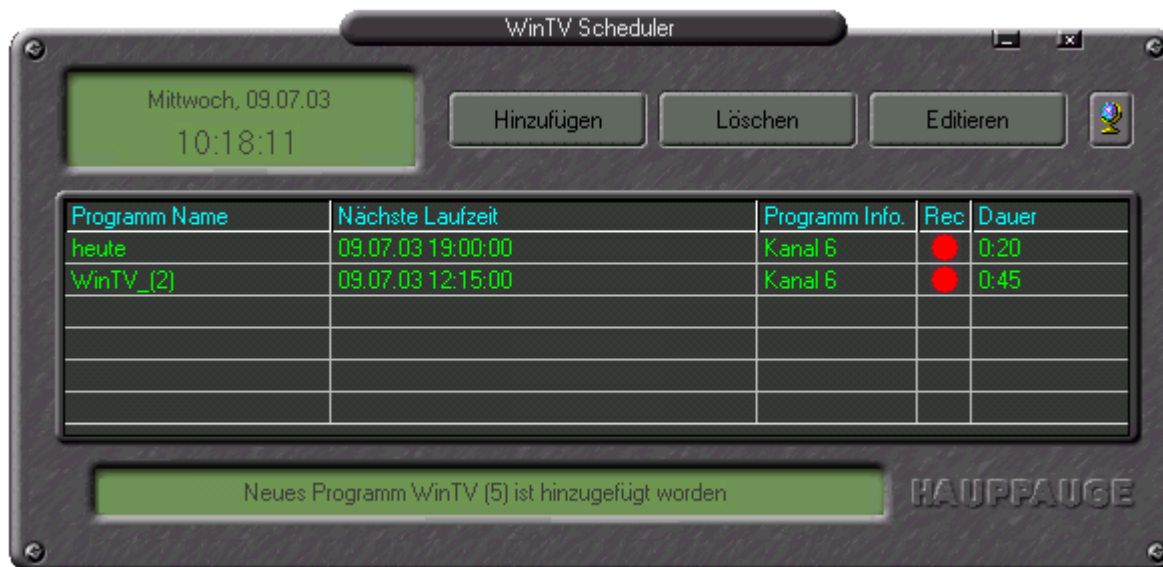 WinTV Scheduler
Mittwoch, 09.07.03
10:18:11
Hinzufügen Löschen Editieren
Programm Name Nächste Laufzeit Programm Info. Rec Dauer
heute 09.07.03 19:00:00 Kanal 6 0:20
WinTV_(2) 09.07.03 12:15:00 Kanal 6 0:45
Neues Programm WinTV (5) ist hinzugefügt worden
HAUPPAUGE